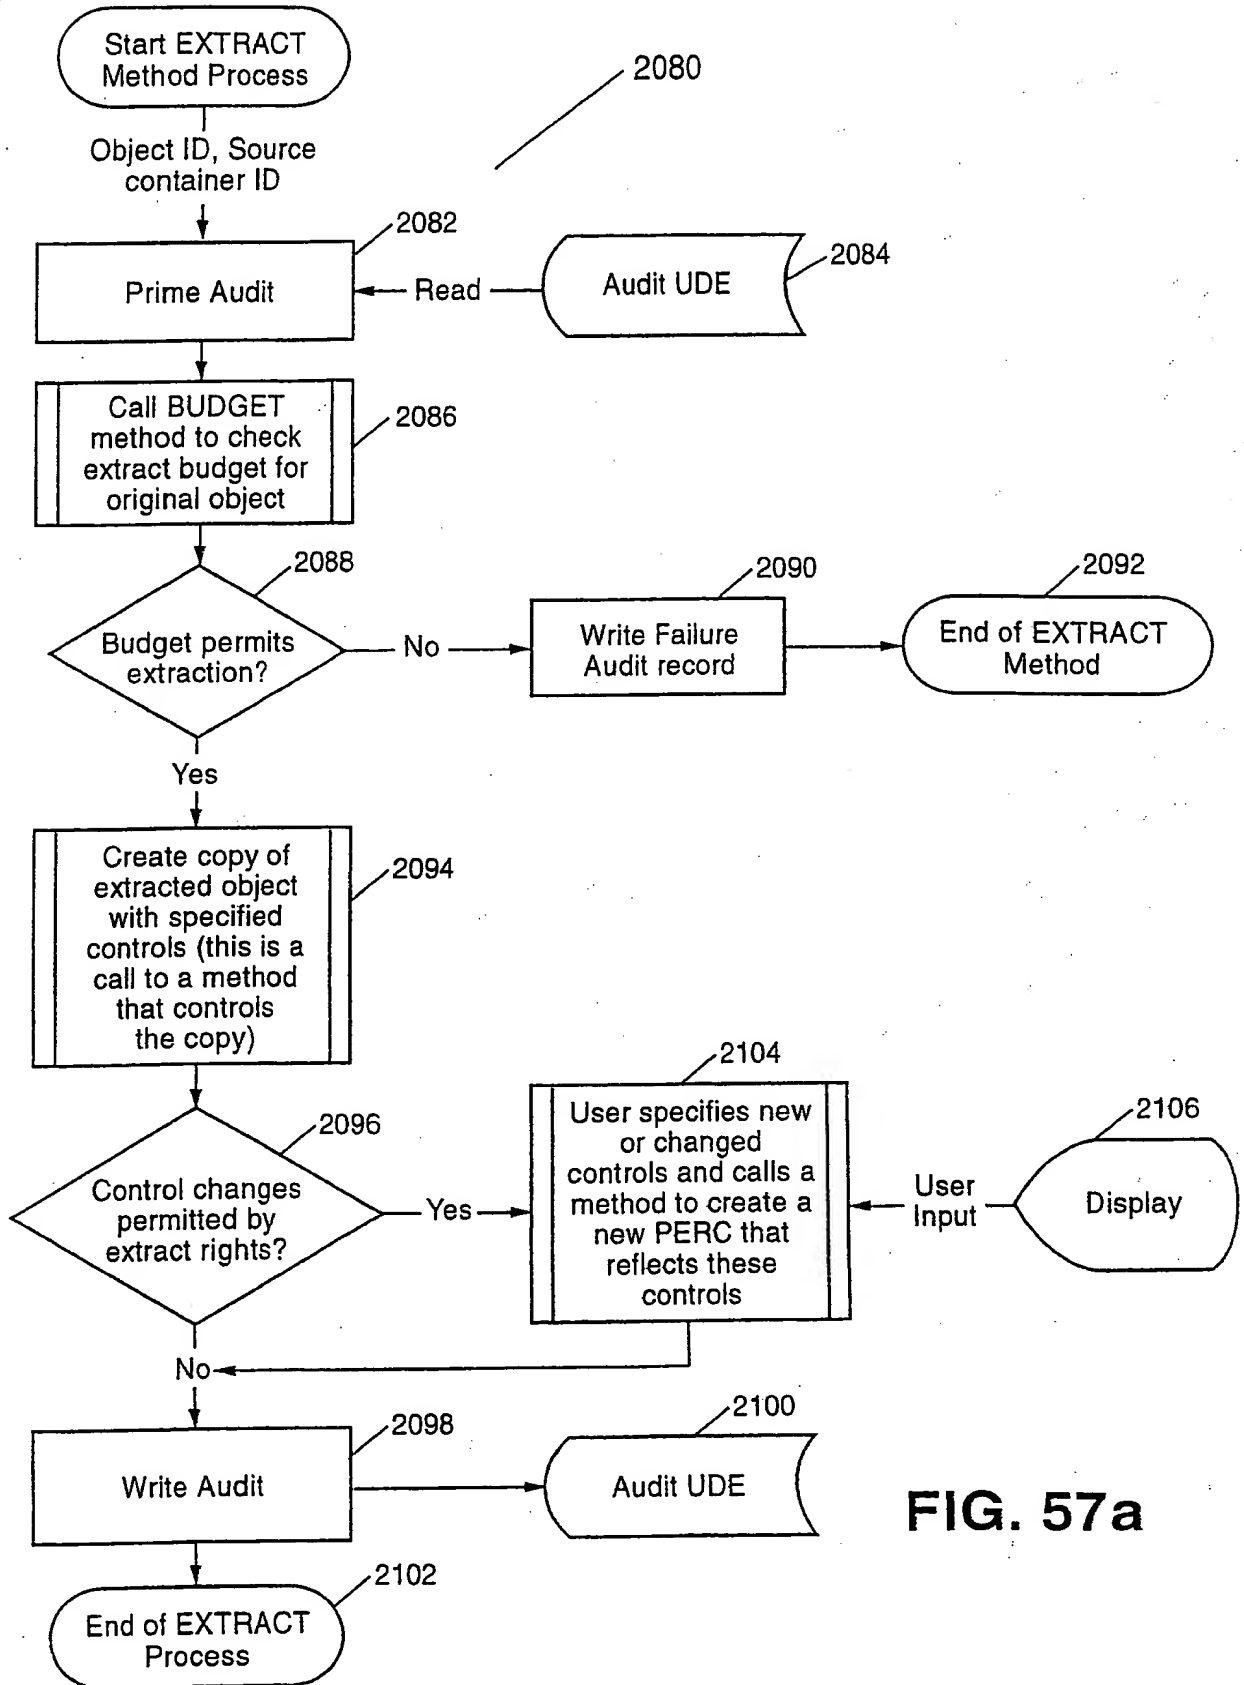 Start EXTRACT
Method Process
2080
Object ID, Source
container ID
2082
Prime Audit
Read
Audit UDE
2084
Call BUDGET
method to check
extract budget for
original object
2086
2088
Budget permits
extraction?
No
2090
Write Failure
Audit record
2092
End of EXTRACT
Method
Yes
Create copy of
extracted object
with specified
controls (this is a
call to a method
that controls
the copy)
2094
2096
Control changes
permitted by
extract rights?
Yes
2104
User specifies new
or changed
controls and calls a
method to create a
new PERC that
reflects these
controls
User
Input
2106
Display
No
2098
Write Audit
2100
Audit UDE
FIG. 57a
2102
End of EXTRACT
Process